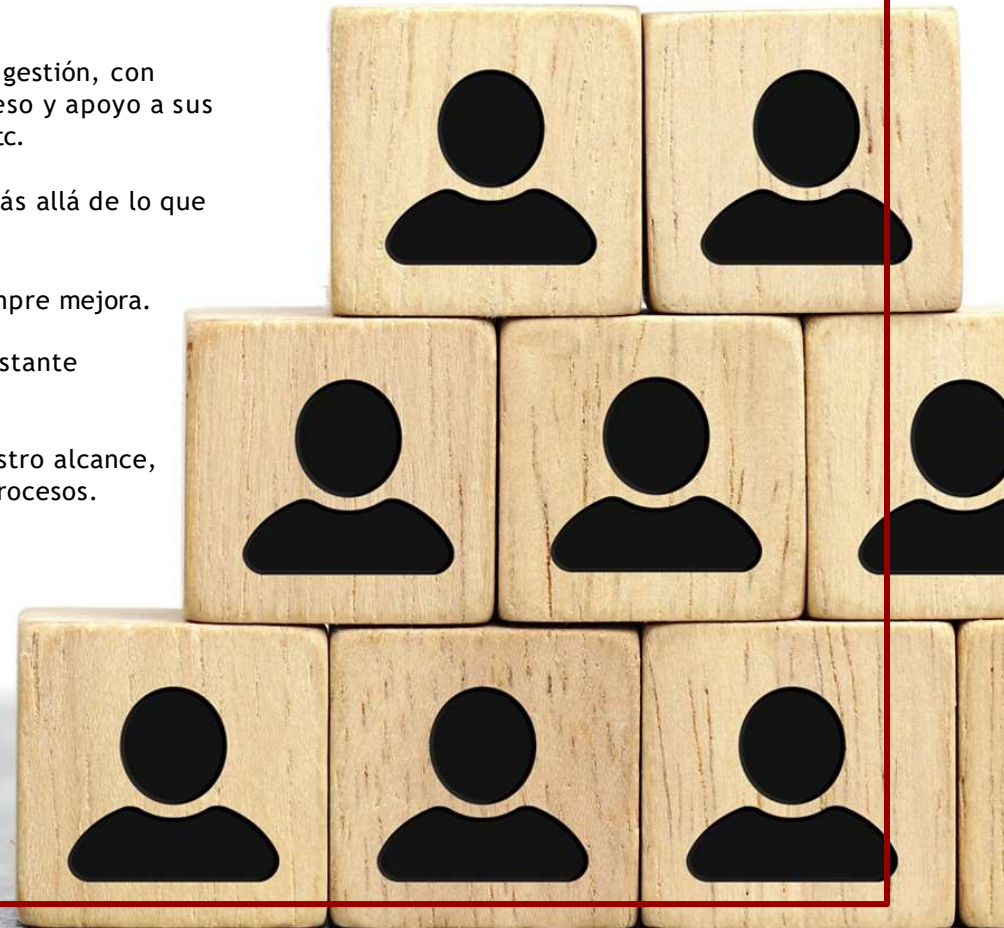 gestión, con
eso y apoyo a sus
tc.
ás allá de lo que
mpre mejora.
stante
stro alcance,
rocesos.